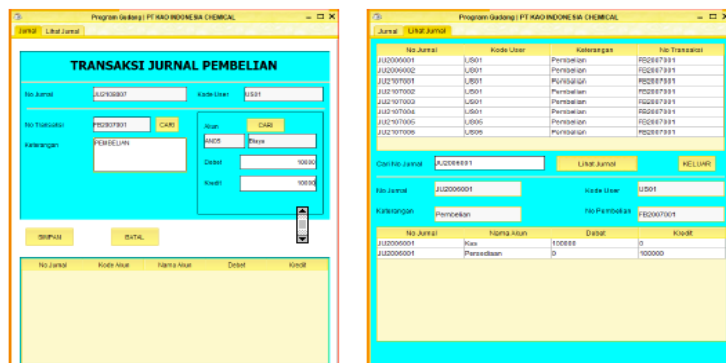 Program Gudang | PT KAO INDONESIA CHEMICAL
Jurnal Lihat Jurnal
TRANSAKSI JURNAL PEMBELIAN
No Jurnal JU2108007 Kode User US01
No Transaksi FB2007001 CARI
Keterangan PEMBELIAN
Akun CARI
AN05 Biaya
Debet 10000
Kredit 10000
SIMPAN BATAL
No Jurnal Kode Akun Nama Akun Debet Kredit
Program Gudang | PT KAO INDONESIA CHEMICAL
Jurnal Lihat Jurnal
No Jurnal Kode User Keterangan No Transaksi
JU2006001 US01 Pembelian FB2007001
JU2006002 US01 Pembelian FB2007001
JU2107001 US01 Pembelian FB2007001
JU2107002 US01 Pembelian FB2007001
JU2107003 US01 Pembelian FB2007001
JU2107004 US01 Pembelian FB2007001
JU2107005 US05 Pembelian FB2007001
JU2107006 US05 Pembelian FB2007001
Cari No Jurnal JU2006001 Lihat Jurnal KELUAR
No Jurnal JU2006001 Kode User US01
Keterangan Pembelian No Pembelian FB2007001
No Jurnal Nama Akun Debet Kredit
JU2006001 Kas 100000 0
JU2006001 Persediaan 0 100000